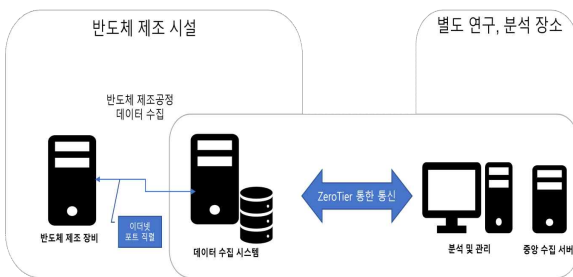 반도체 제조 시설
별도 연구, 분석 장소
반도체 제조공정
데이터 수집
ZeroTier 통한 통신
이더넷
포트 직렬
반도체 제조 장비
데이터 수집 시스템
분석 및 관리
중앙 수집 서버